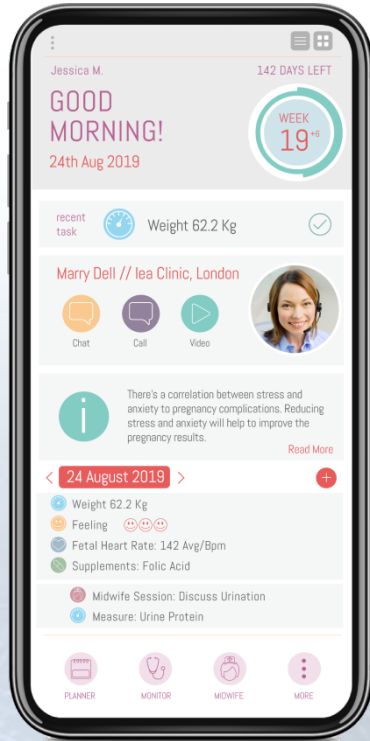 Jessica M.
142 DAYS LEFT
GOOD
MORNING!
24th Aug 2019
WEEK
19+6
recent
task
Weight 62.2 Kg
Marry Dell // Iea Clinic, London
Chat
Call
Video
i
There's a correlation between stress and
anxiety to pregnancy complications. Reducing
stress and anxiety will help to improve the
pregnancy results.
Read More
< 24 August 2019 >
+
Weight 62.2 Kg
Feeling
Fetal Heart Rate: 142 Avg/Bpm
Supplements: Folic Acid
Midwife Session: Discuss Urination
Measure: Urine Protein
PLANNER
MONITOR
MIDWIFE
MORE